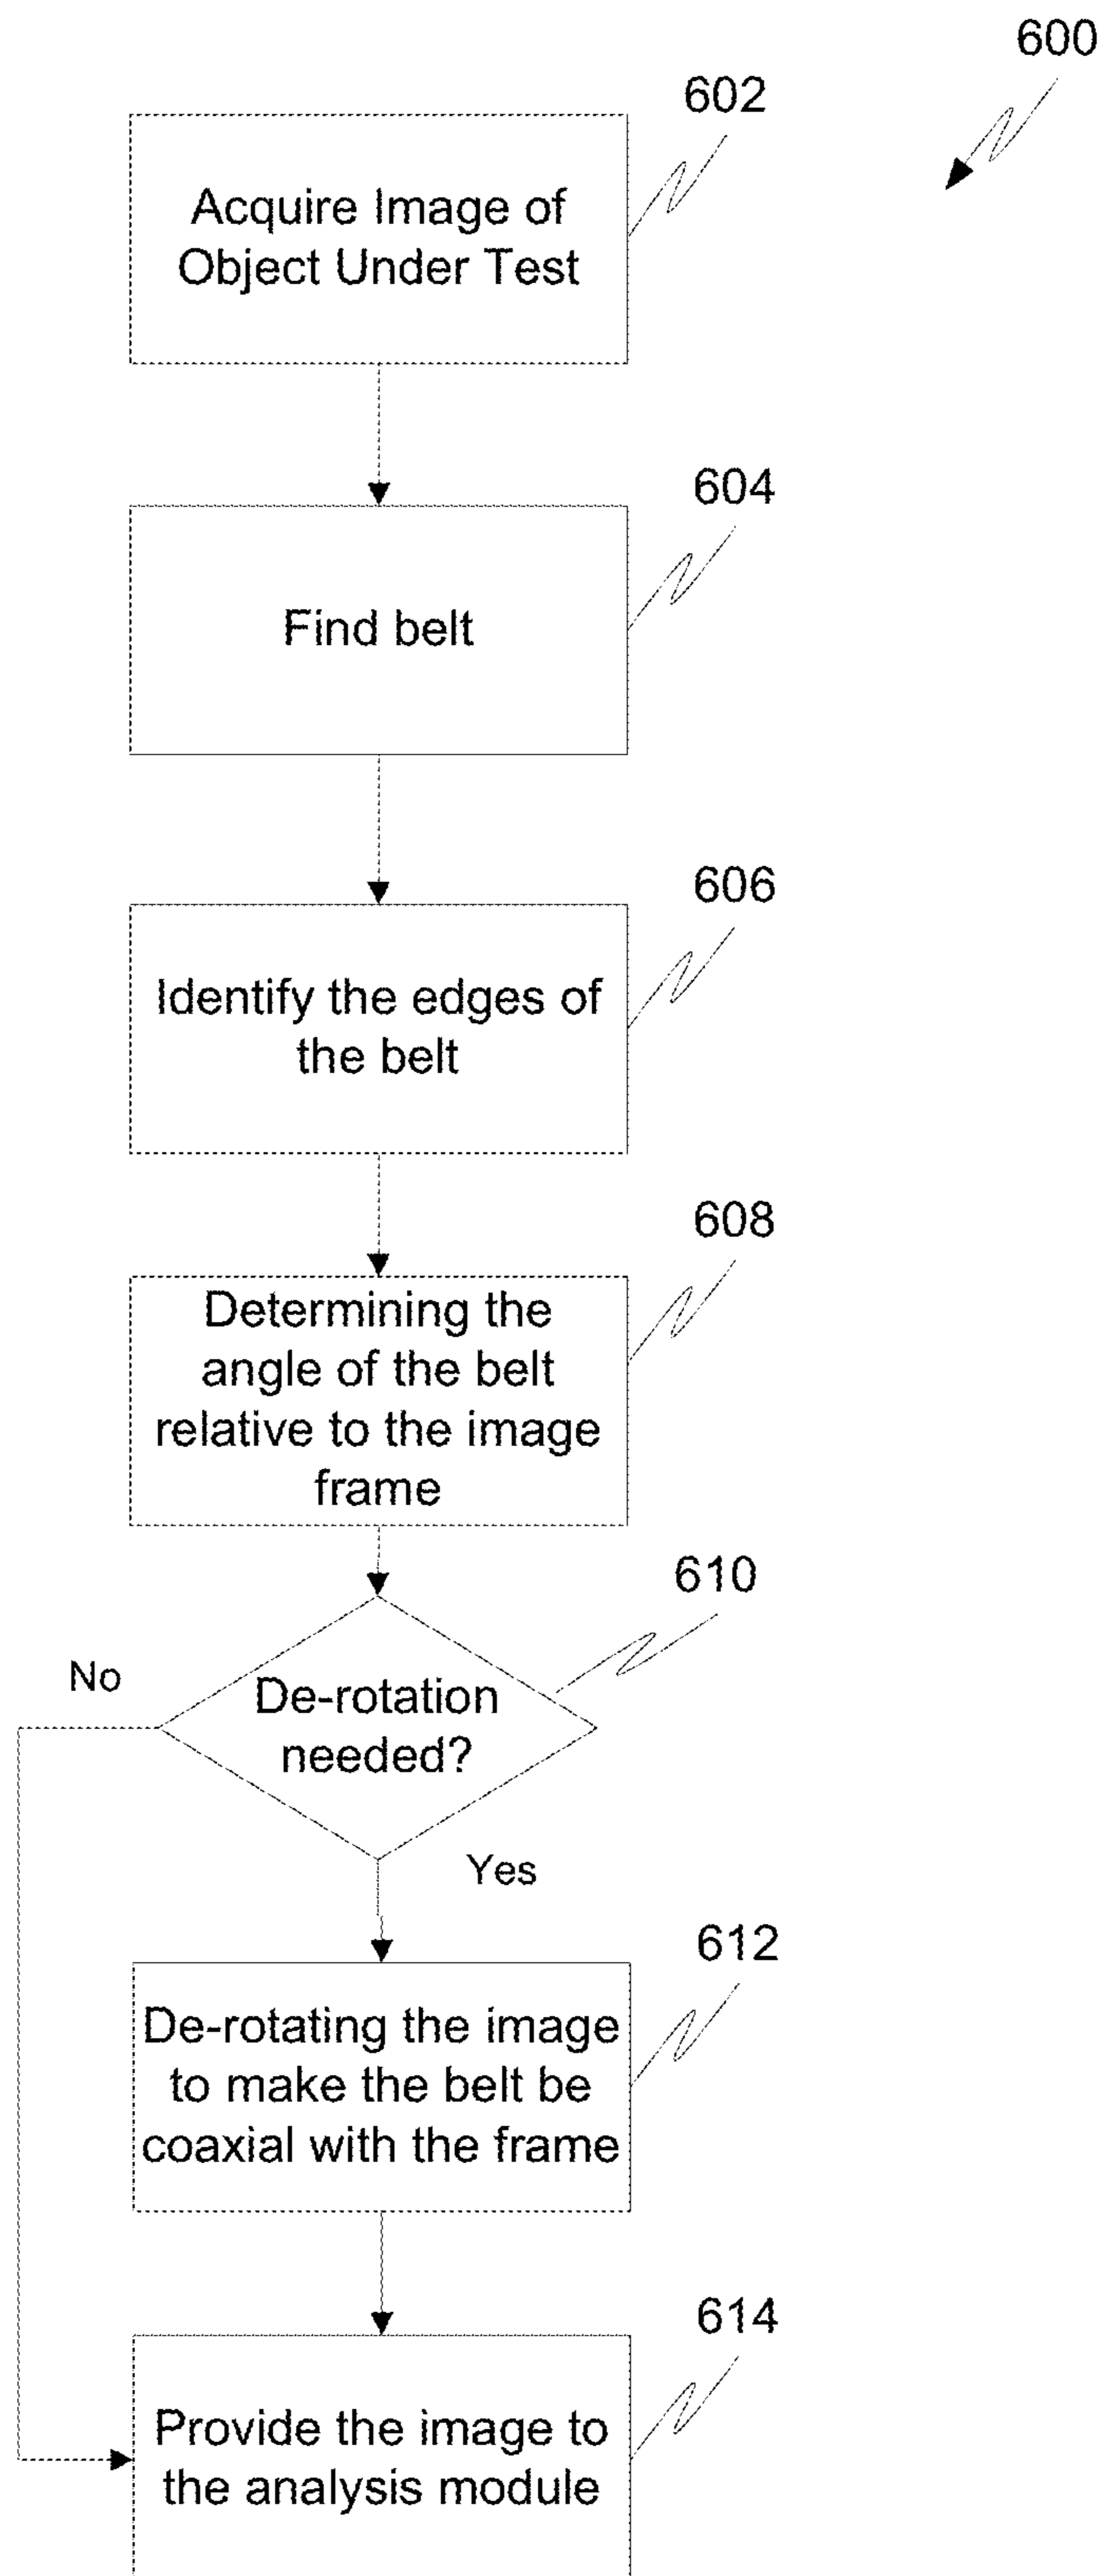 600
602
Acquire Image of
Object Under Test
604
Find belt
606
Identify the edges of
the belt
608
Determining the
angle of the belt
relative to the image
frame
610
De-rotation
needed?
No
Yes
612
De-rotating the image
to make the belt be
coaxial with the frame
614
Provide the image to
the analysis module